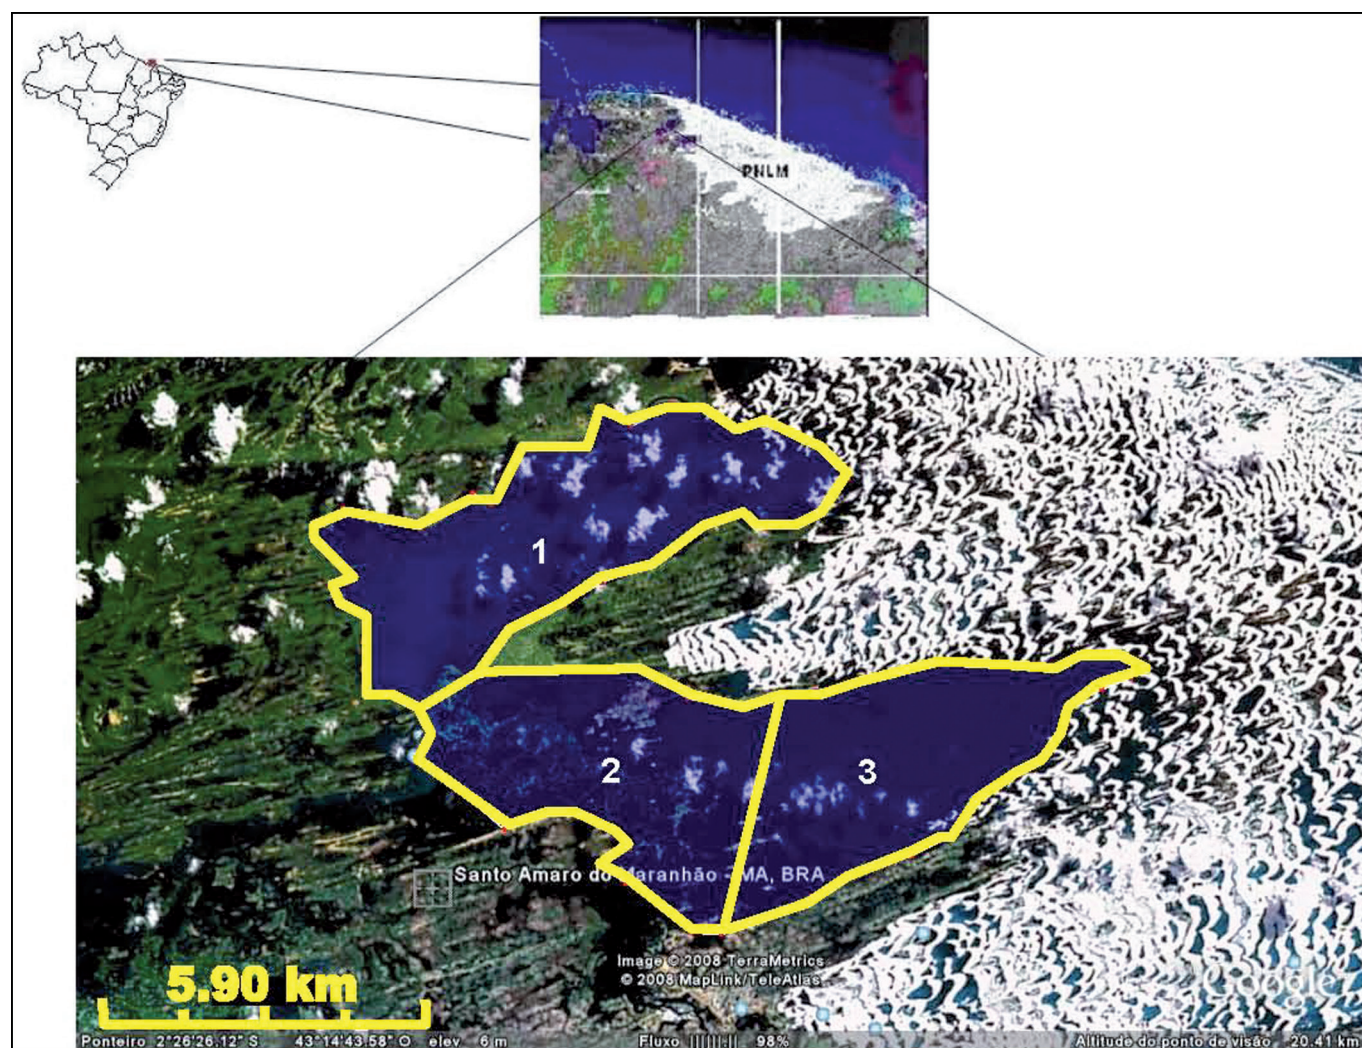 PNLM
1
2
3
Santo Amaro do Maranhão - MA, BRA
Image © 2008 TerraMetrics
© 2008 MapLink/TeleAtlas
Google
5.90 km
Ponteiro 2°26'26.12" S 43°14'43.58" O elev 6 m Fluxo 98% Altitude do ponto de visão 20.41 km